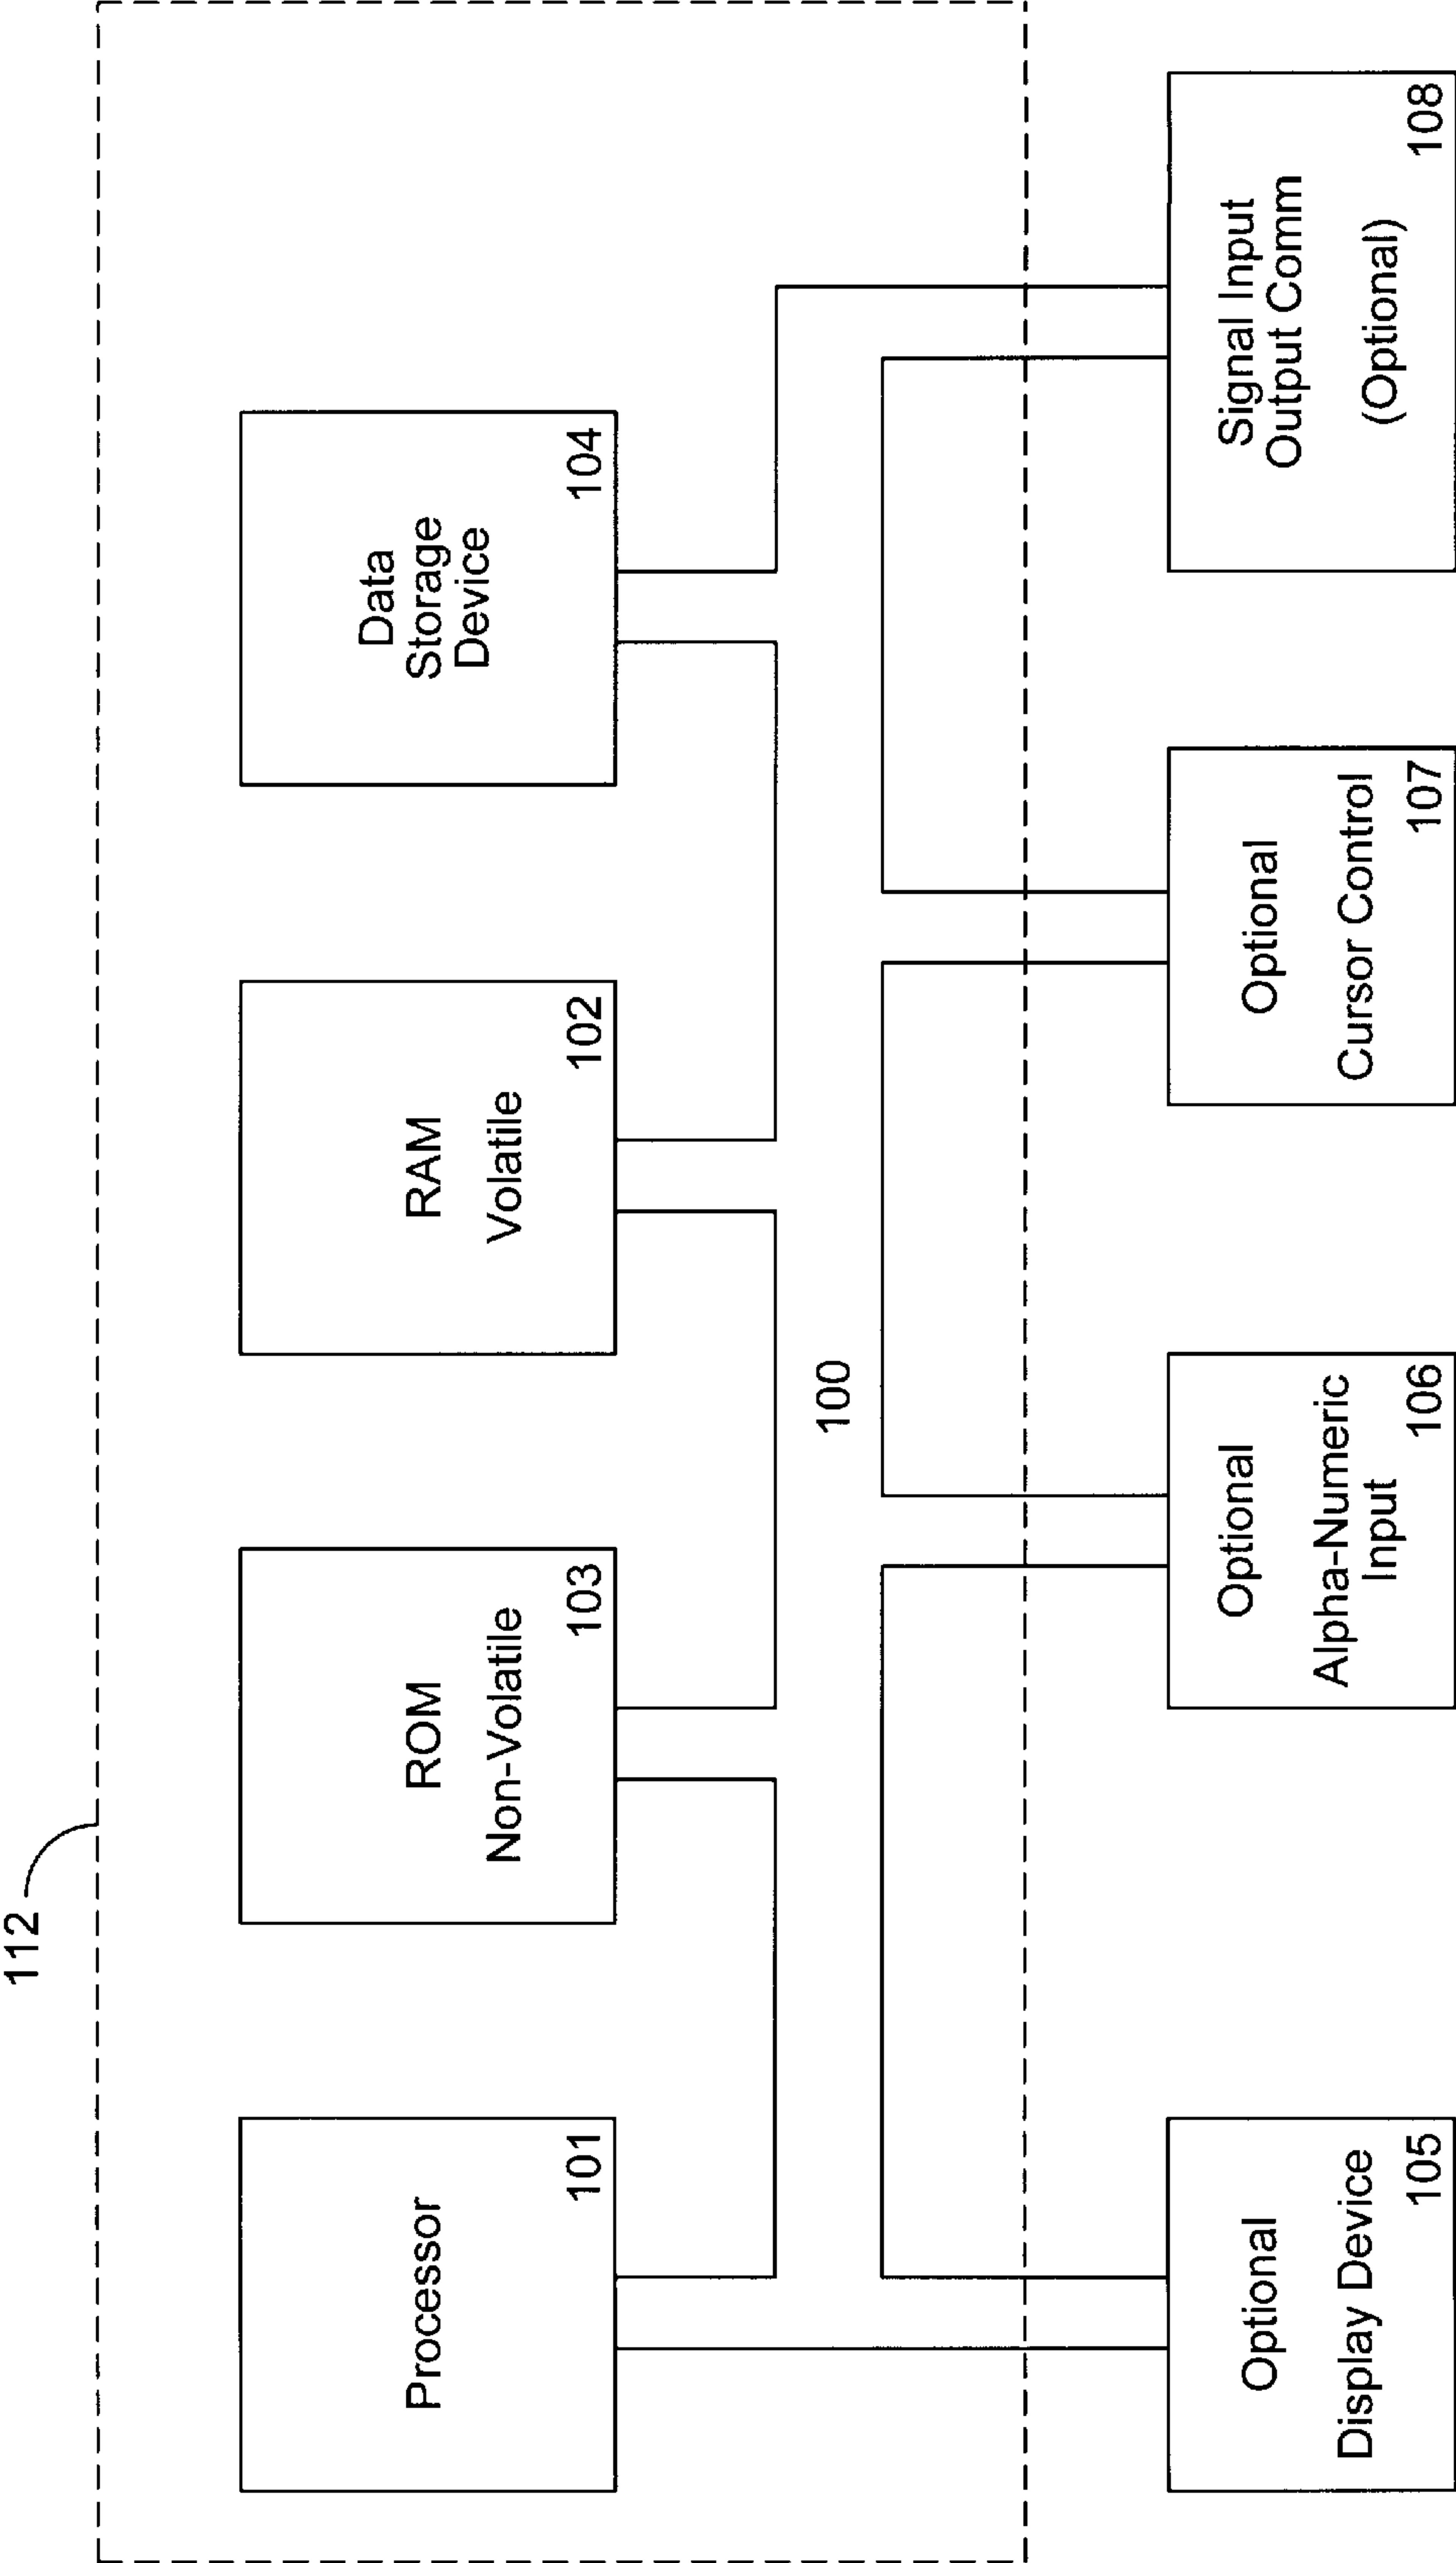 112
Processor
101
ROM
Non-Volatile
103
RAM
Volatile
102
Data
Storage
Device
104
100
Optional
Display Device
105
Optional
Alpha-Numeric
Input
106
Optional
Cursor Control
107
Signal Input
Output Comm
(Optional)
108